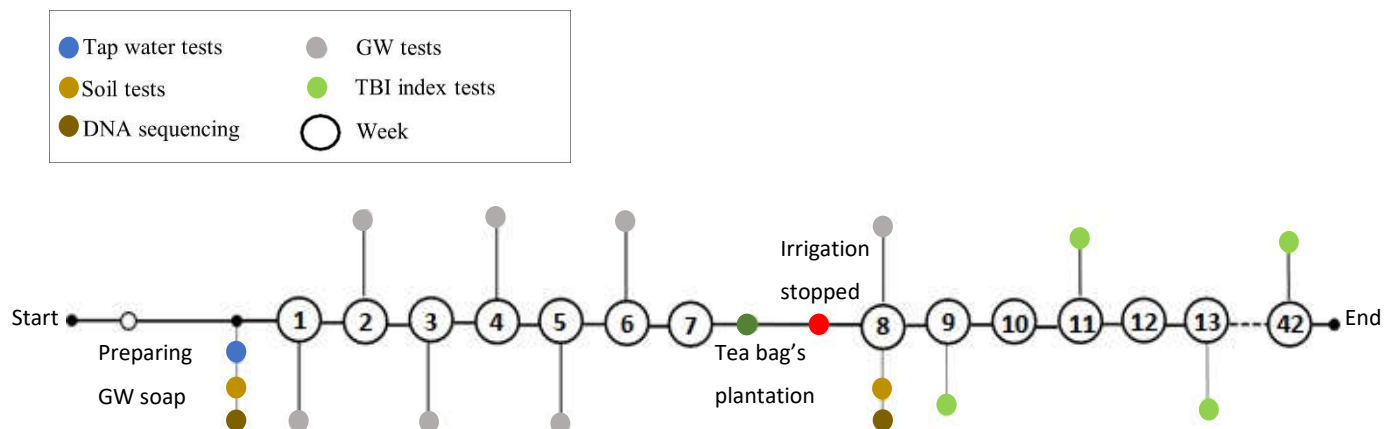 Tap water tests
GW tests
Soil tests
TBI index tests
DNA sequencing
Week
Irrigation
stopped
Start
1
2
3
4
5
6
7
8
9
10
11
12
13
42
End
Preparing
GW soap
Tea bag's
plantation